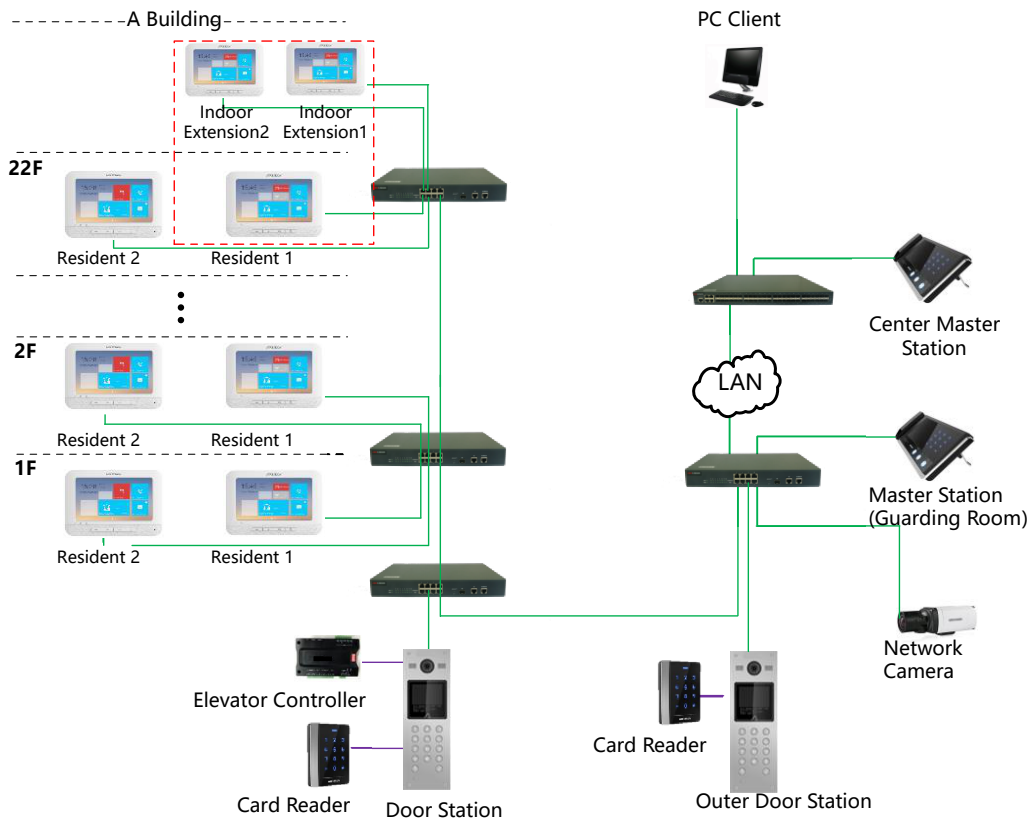 A Building
PC Client
Indoor
Extension2
Indoor
Extension1
22F
Resident 2
Resident 1
Center Master
Station
2F
LAN
Resident 2
Resident 1
1F
Master Station
(Guarding Room)
Resident 2
Resident 1
Network
Camera
Elevator Controller
Card Reader
Card Reader
Door Station
Outer Door Station